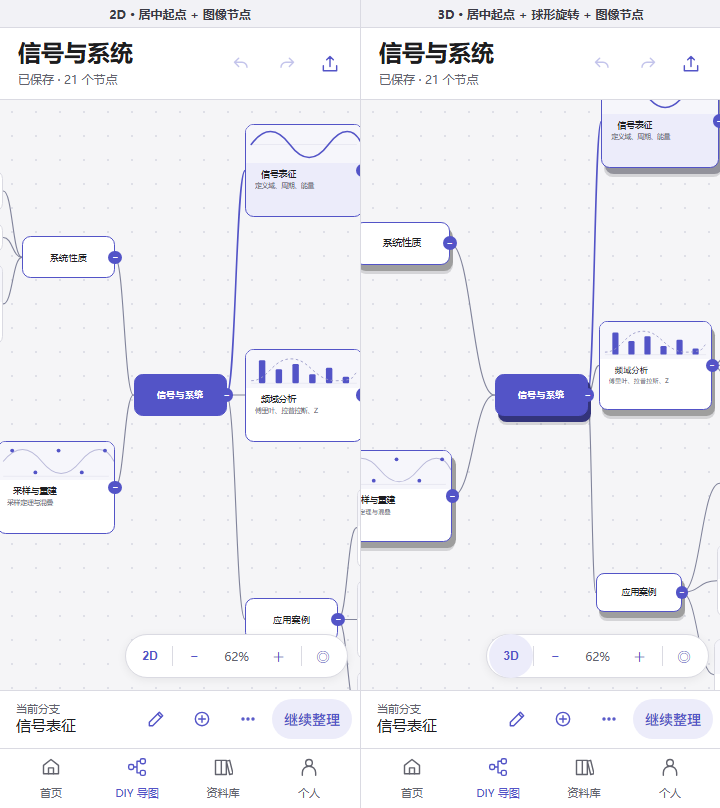 2D • 居中起点 + 图像节点
信号与系统
已保存 · 21 个节点
信号表征
定义域、周期、能量
系统性质
信号与系统
频域分析
傅里叶、拉普拉斯、Z
采样与重建
采样定理与混叠
应用案例
2D
− 62% +
当前分支
信号表征
继续整理
首页
DIY 导图
资料库
个人
3D • 居中起点 + 球形旋转 + 图像节点
信号与系统
已保存 · 21 个节点
信号表征
定义域、周期、能量
系统性质
频域分析
傅里叶、拉普拉斯、Z
信号与系统
样与重建
定理与混叠
应用案例
3D
− 62% +
当前分支
信号表征
继续整理
首页
DIY 导图
资料库
个人